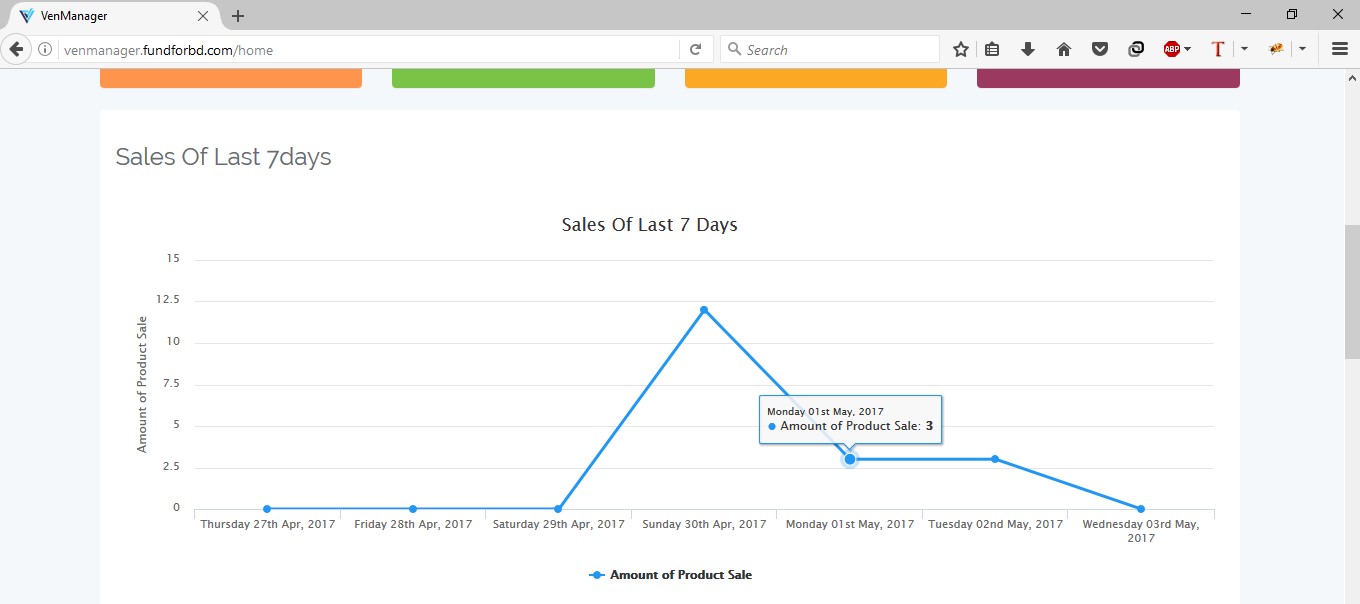 VenManager
venmanager.fundforbd.com/home
Search
ABP
T
Sales Of Last 7days
Sales Of Last 7 Days
Amount of Product Sale
15
12.5
10
7.5
5
2.5
0
Monday 01st May, 2017
Amount of Product Sale: 3
Thursday 27th Apr, 2017
Friday 28th Apr, 2017
Saturday 29th Apr, 2017
Sunday 30th Apr, 2017
Monday 01st May, 2017
Tuesday 02nd May, 2017
Wednesday 03rd May,
2017
Amount of Product Sale